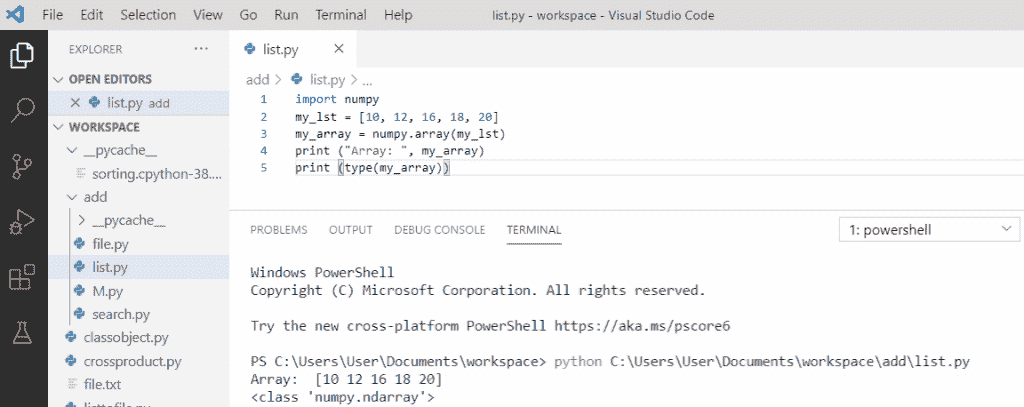 File Edit Selection View Go Run Terminal Help list.py - workspace - Visual Studio Code
EXPLORER ···
OPEN EDITORS
list.py add
WORKSPACE
__pycache__
sorting.cpython-38....
add
__pycache__
file.py
list.py
M.py
search.py
classobject.py
crossproduct.py
file.txt
listtofile.py
list.py
add > list.py > ...
1 import numpy
2 my_lst = [10, 12, 16, 18, 20]
3 my_array = numpy.array(my_lst)
4 print ("Array: ", my_array)
5 print (type(my_array))
PROBLEMS OUTPUT DEBUG CONSOLE TERMINAL 1: powershell
Windows PowerShell
Copyright (C) Microsoft Corporation. All rights reserved.
Try the new cross-platform PowerShell https://aka.ms/pscore6
PS C:\Users\User\Documents\workspace> python C:\Users\User\Documents\workspace\add\list.py
Array:  [10 12 16 18 20]
<class 'numpy.ndarray'>